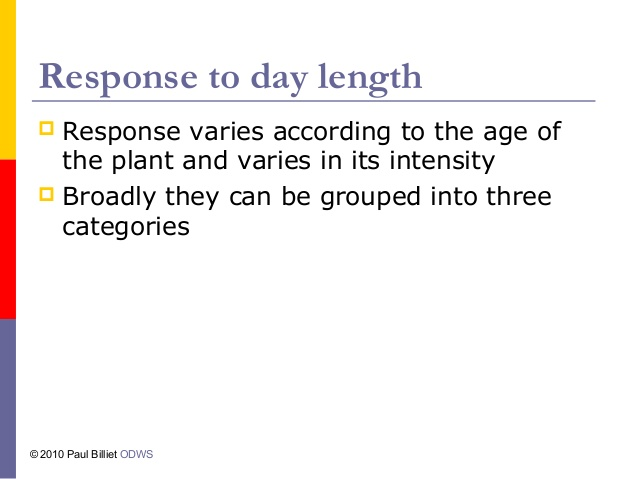 Response to day length
Response varies according to the age of
the plant and varies in its intensity
Broadly they can be grouped into three
categories
© 2010 Paul Billiet ODWS